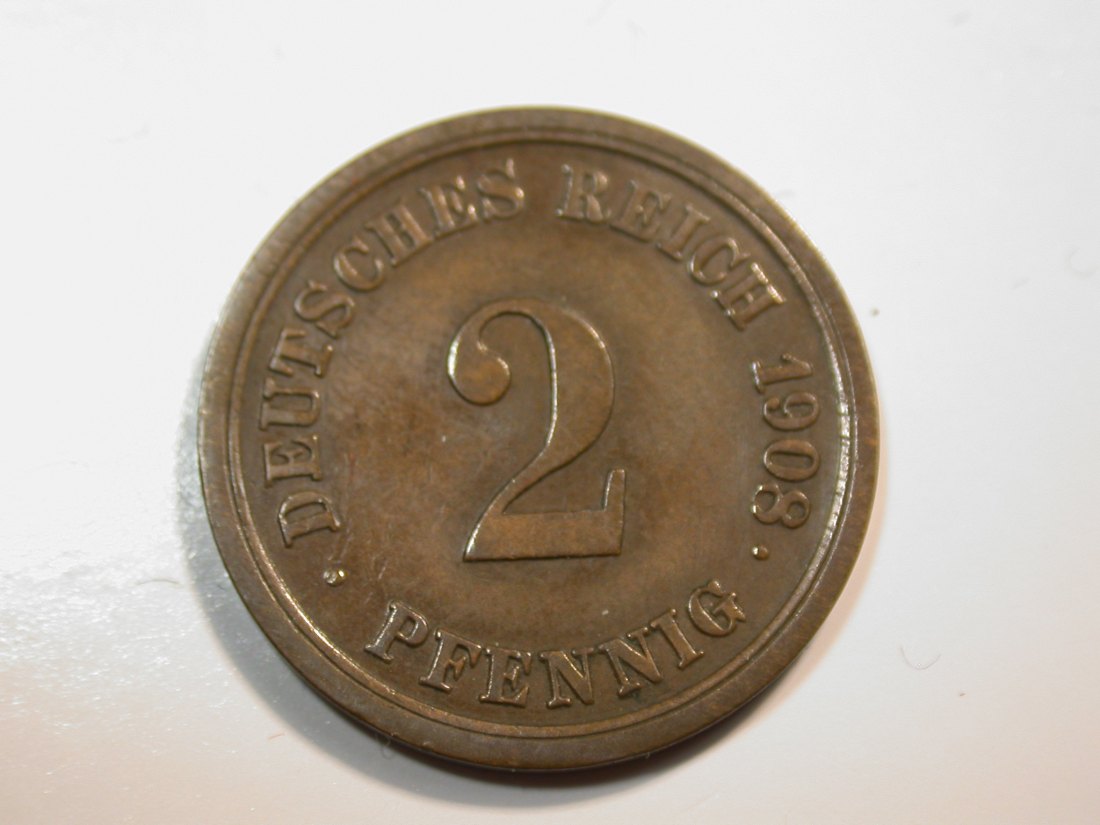 DEUTSCHES REICH 1908
2
PFENNIG